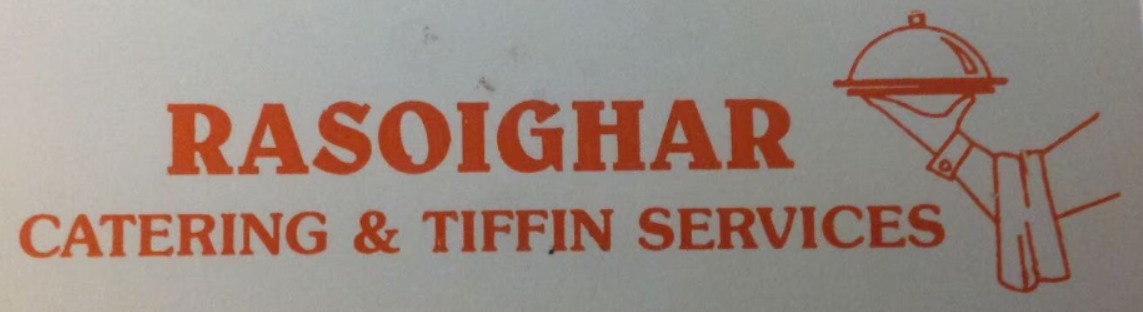 RASOIGHAR
CATERING & TIFFIN SERVICES